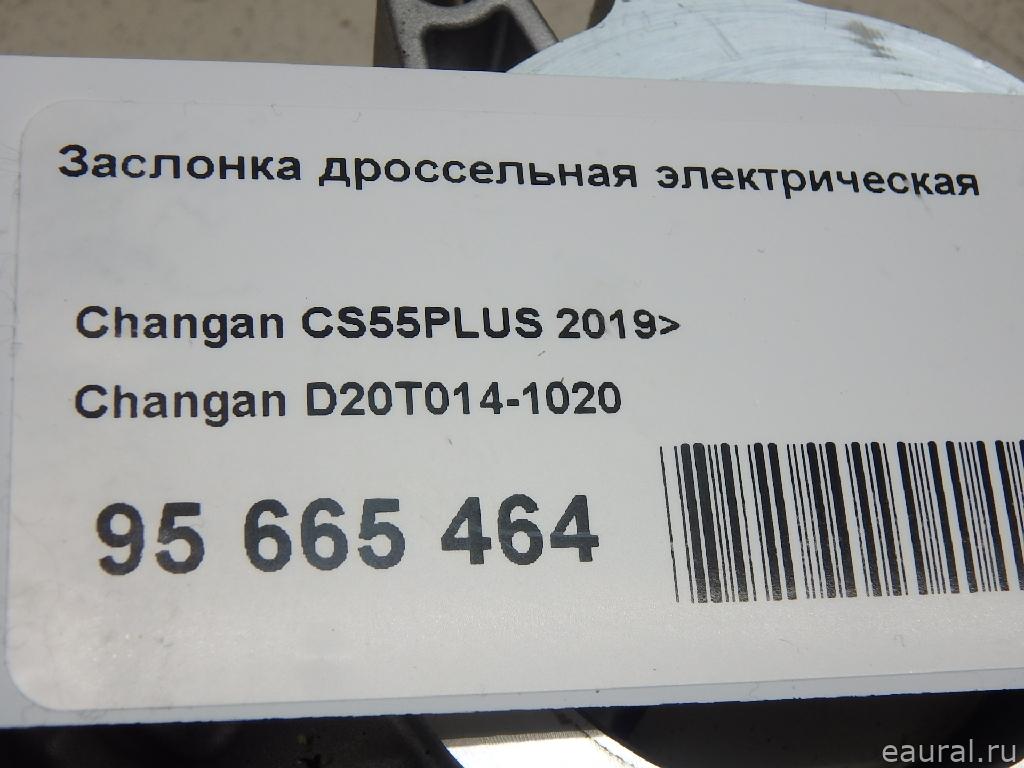 Заслонка дроссельная электрическая
Changan CS55PLUS 2019>
Changan D20T014-1020
95 665 464
eaural.ru